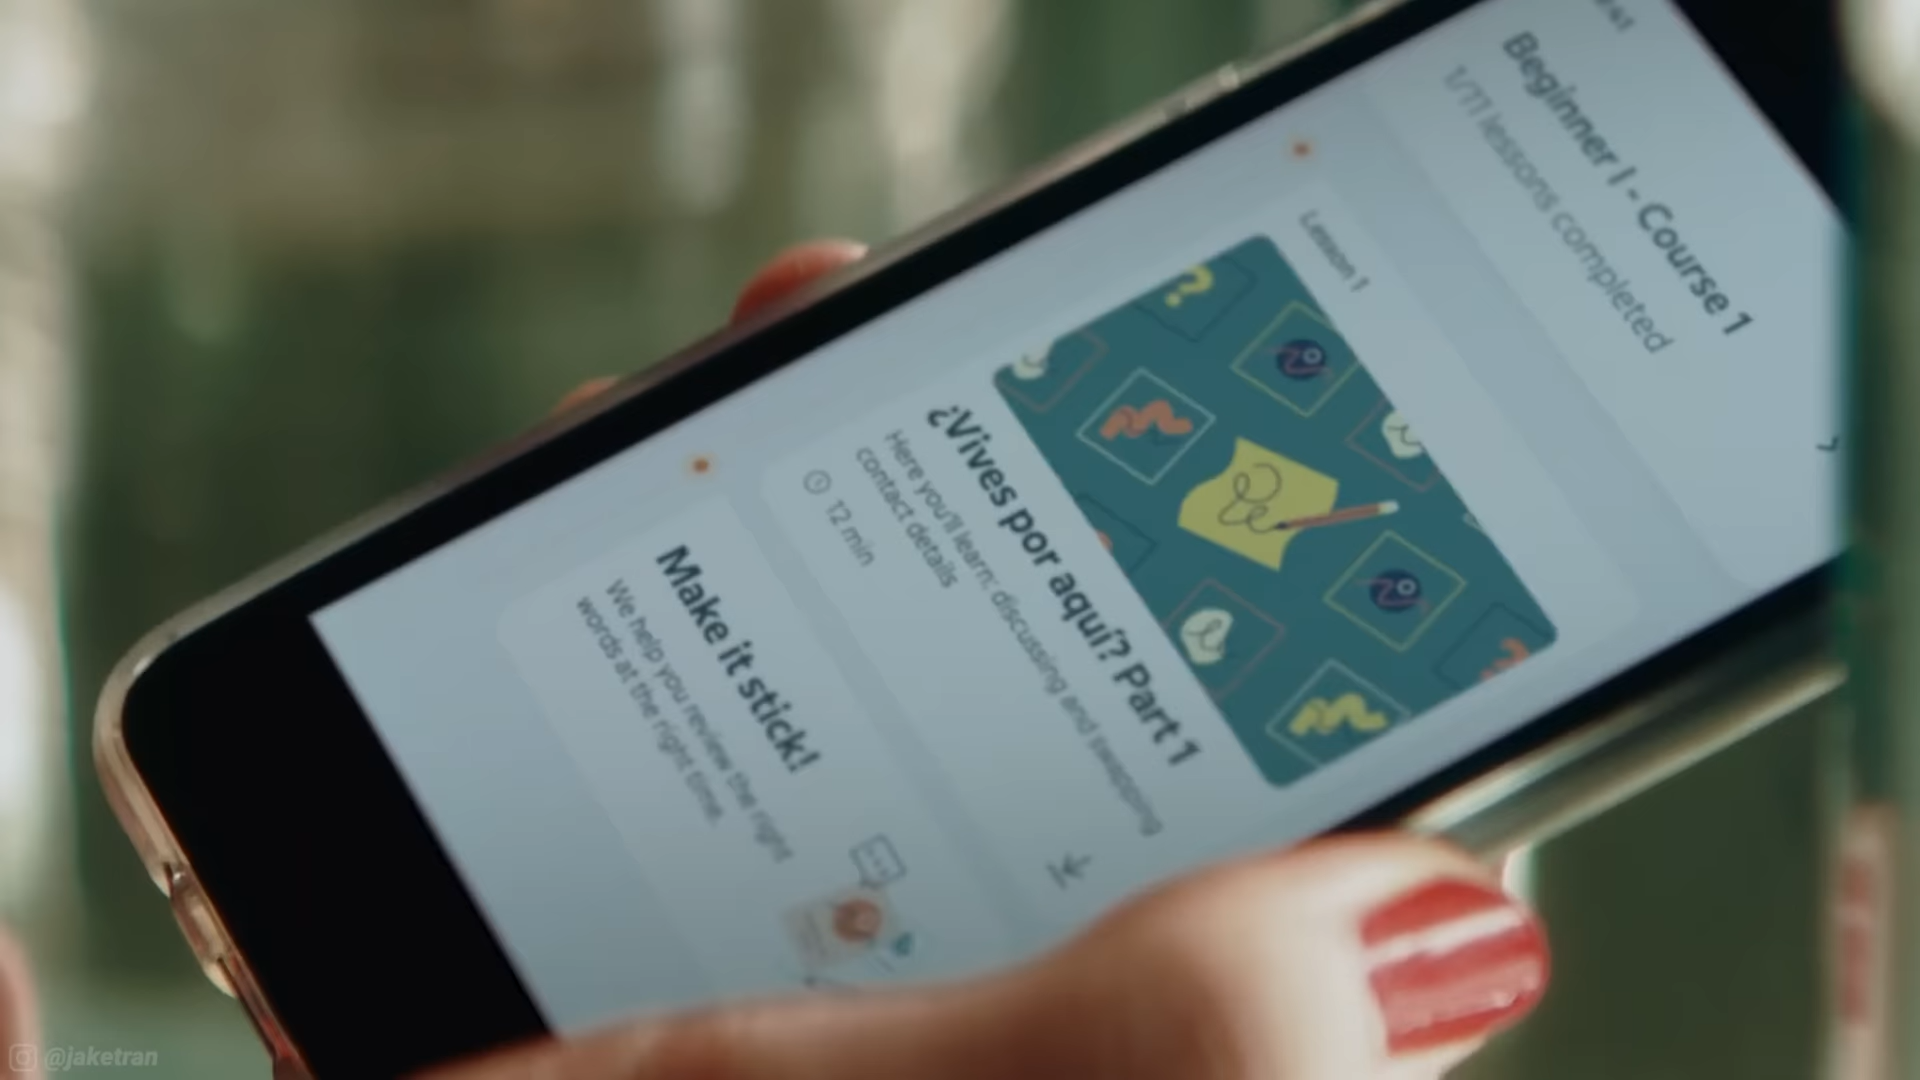 Beginner I - Course 1
1/11 lessons completed
Lesson 1
¿Vives por aquí? Part 1
Here you'll learn: discussing and swapping
contact details
12 min
Make it stick!
We help you review the right
words at the right time.
@jaketran